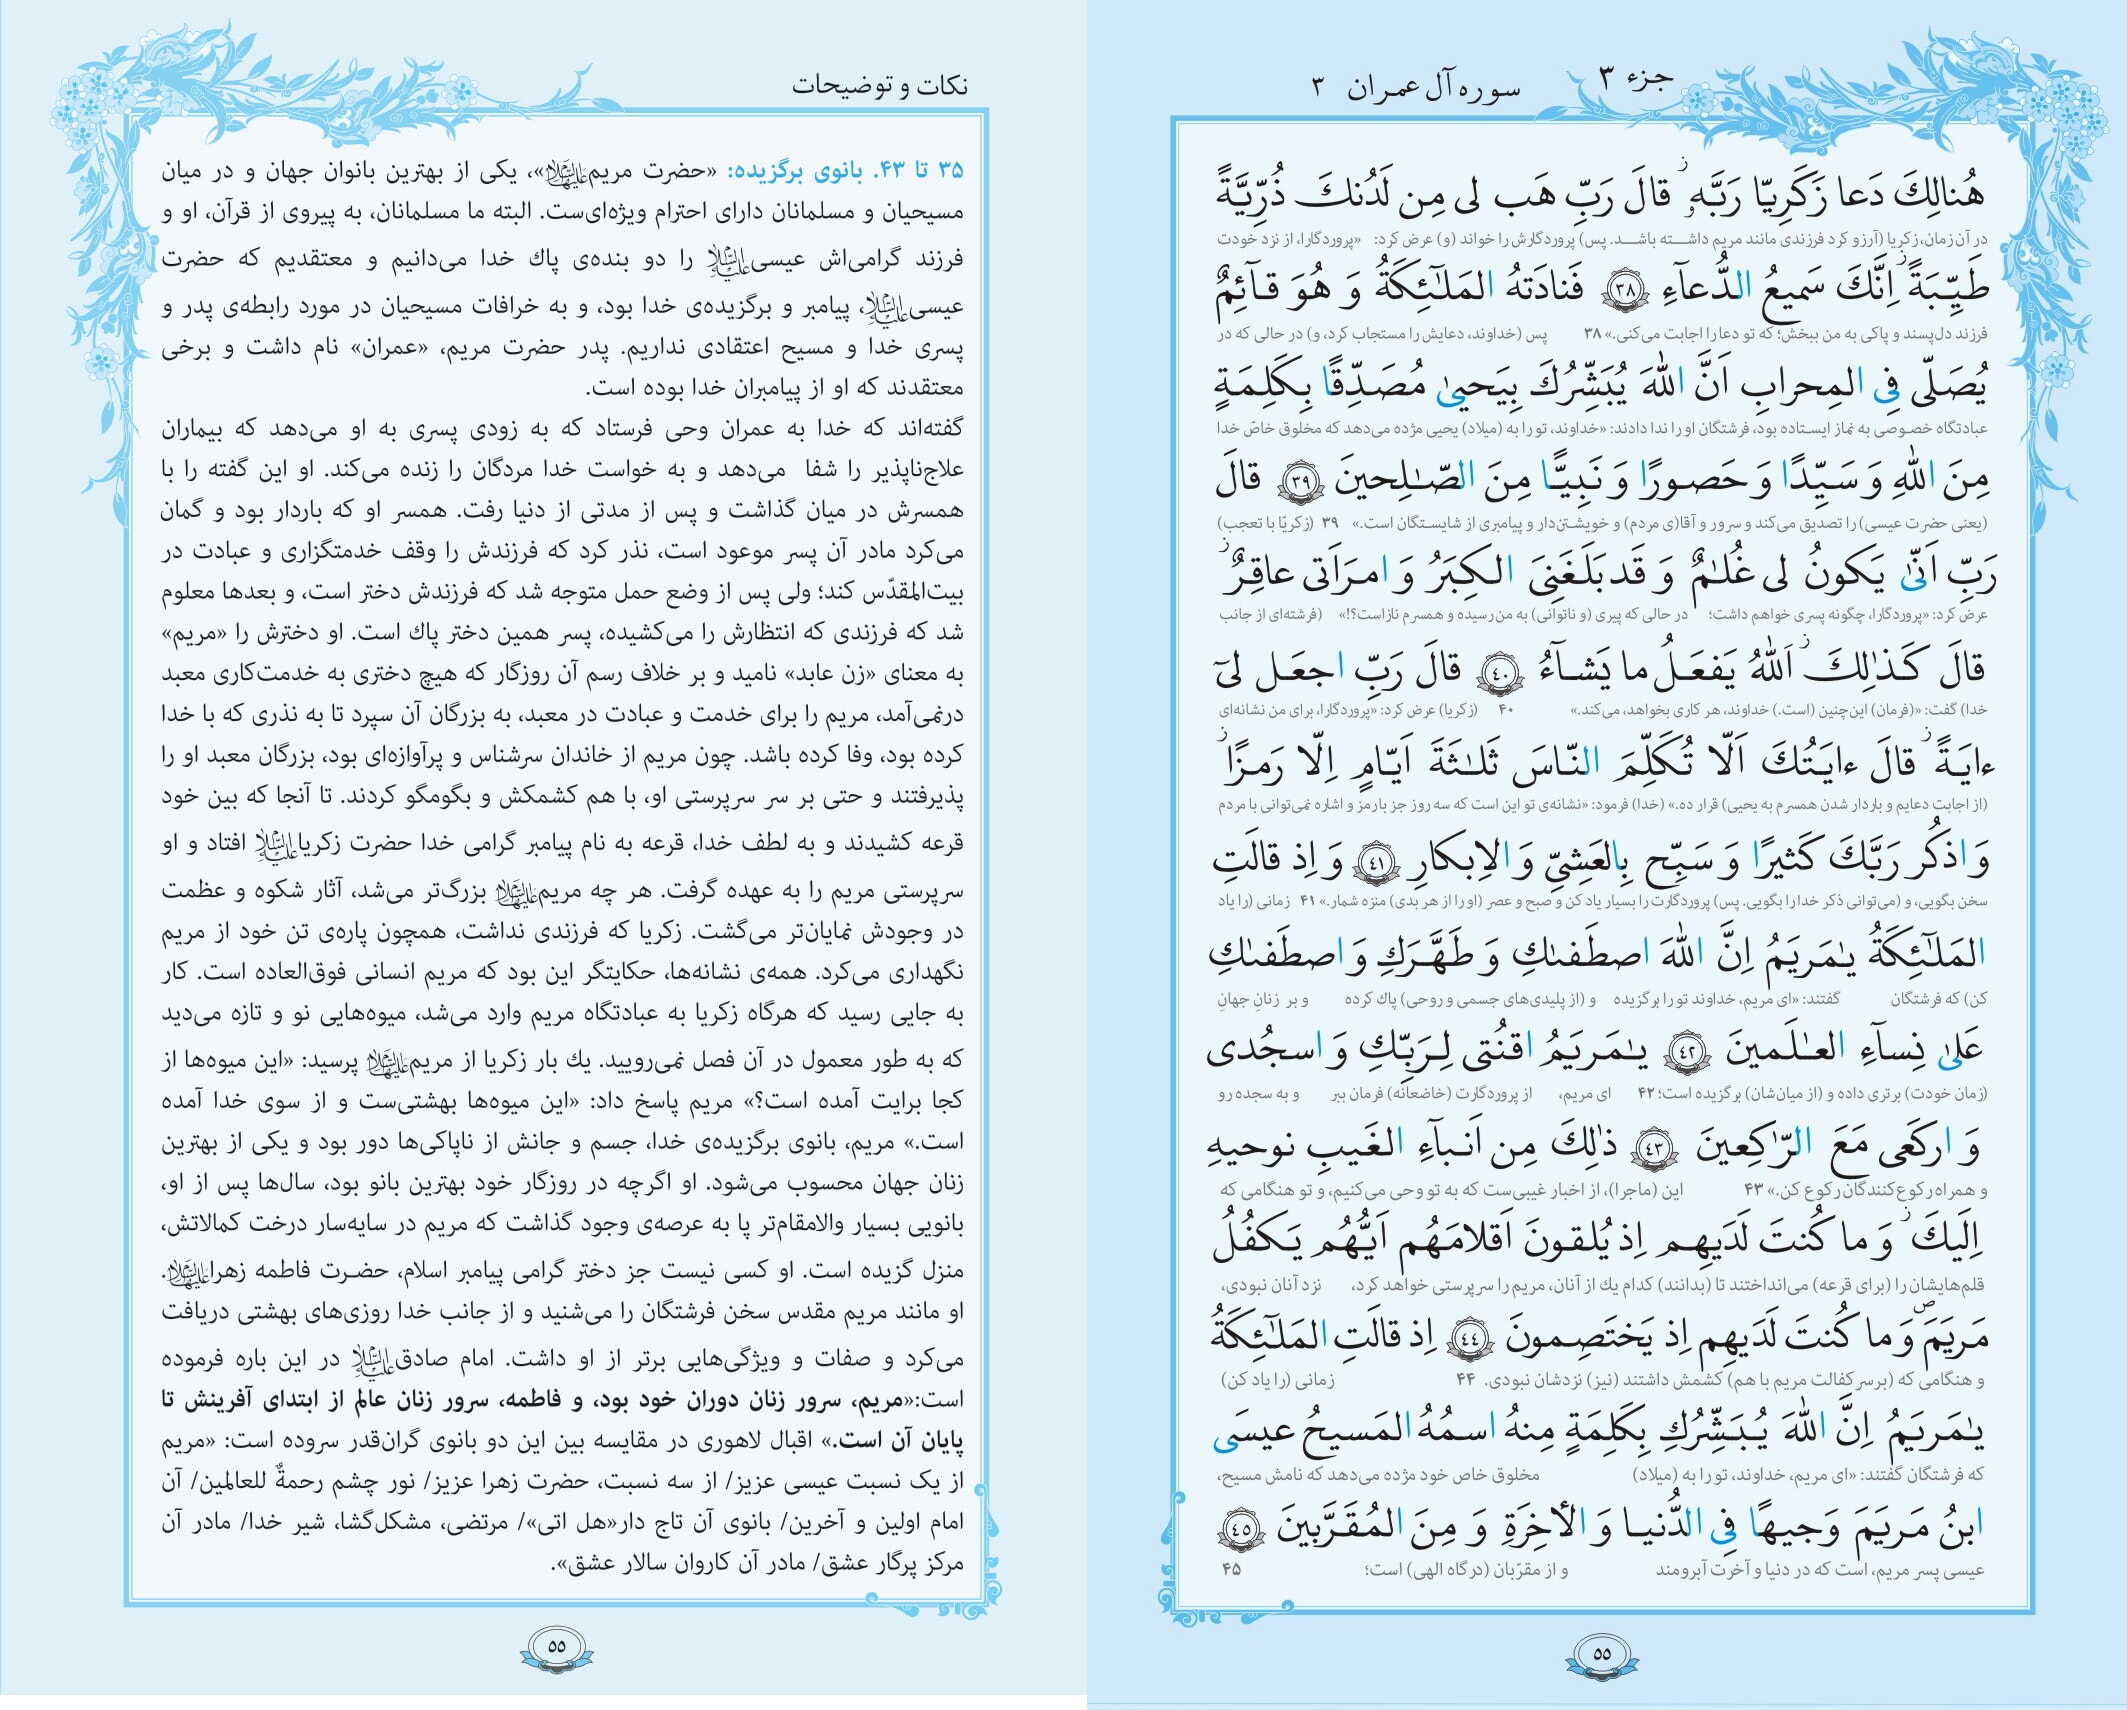 جزء ۳
سوره آل عمران ۳
هُنالِكَ دَعا زَكَرِيّا رَبَّه قالَ رَبِّ هَب لى مِن لَدُنكَ ذُرِّيَّةً
در آن زمان، زکریا (آرزو کرد فرزندی مانند مریم داشته باشد. پس) پروردگارش را خواند (و) عرض کرد: «پروردگارا، از نزد خودت
طَيِّبَةً اِنَّكَ سَميعُ الدُّعآءِ ۳۸ فَنادَتهُ المَلٰٓئِكَةُ وَ هُوَ قآئِمٌ
فرزند دل‌پسند و پاکی به من ببخش؛ که تو دعا را اجابت می‌کنی.» ۳۸ پس (خداوند، دعایش را مستجاب کرد، و) در حالی که در
يُصَلّى فِى المِحرابِ اَنَّ اللّٰهَ يُبَشِّرُكَ بِيَحيىٰ مُصَدِّقًا بِكَلِمَةٍ
عبادتگاه خصوصی به نماز ایستاده بود، فرشتگان او را ندا دادند: «خداوند، تو را به (میلاد) یحیی مژده می‌دهد که مخلوق خاصّ خدا
مِنَ اللّٰهِ وَ سَيِّدًا وَ حَصورًا وَ نَبِيًّا مِنَ الصّٰلِحينَ ۳۹ قالَ
(یعنی حضرت عیسی) را تصدیق می‌کند و سرور و آقا(ی مردم) و خویشتن‌دار و پیامبری از شایستگان است.» ۳۹ (زکریّا با تعجب)
رَبِّ اَنّىٰ يَكونُ لى غُلٰمٌ وَ قَد بَلَغَنِىَ الكِبَرُ وَ امرَاَتى عاقِرٌ
عرض کرد: «پروردگارا، چگونه پسری خواهم داشت؛ در حالی که پیری (و ناتوانی) به من رسیده و همسرم نازاست؟!» (فرشته‌ای از جانب
قالَ كَذٰلِكَ اَللّٰهُ يَفعَلُ ما يَشآءُ ۴۰ قالَ رَبِّ اجعَل لىٓ
خدا) گفت: «(فرمان) این‌چنین (است.) خداوند، هر کاری بخواهد، می‌کند.» ۴۰ (زکریا) عرض کرد: «پروردگارا، برای من نشانه‌ای
ءايَةً قالَ ءايَتُكَ اَلّا تُكَلِّمَ النّاسَ ثَلٰثَةَ اَيّامٍ اِلّا رَمزًا
(از اجابت دعایم و باردار شدن همسرم به یحیی) قرار ده.» (خدا) فرمود: «نشانه‌ی تو این است که سه روز جز با رمز و اشاره نمی‌توانی با مردم
وَ اذكُر رَبَّكَ كَثيرًا وَ سَبِّح بِالعَشِىِّ وَ الاِبكارِ ۴۱ وَ اِذ قالَتِ
سخن بگویی، و (می‌توانی ذکر خدا را بگویی. پس) پروردگارت را بسیار یاد کن و صبح و عصر (او را از هر بدی) منزه شمار.» ۴۱ زمانی (را یاد
المَلٰٓئِكَةُ يٰمَريَمُ اِنَّ اللّٰهَ اصطَفىٰكِ وَ طَهَّرَكِ وَ اصطَفىٰكِ
کن) که فرشتگان گفتند: «ای مریم، خداوند تو را برگزیده و (از پلیدی‌های جسمی و روحی) پاك کرده و بر زنانِ جهانِ
عَلىٰ نِسآءِ العٰلَمينَ ۴۲ يٰمَريَمُ اقنُتى لِرَبِّكِ وَ اسجُدى
(زمان خودت) برتری داده و (از میان‌شان) برگزیده است؛ ۴۲ ای مریم، از پروردگارت (خاضعانه) فرمان ببر و به سجده رو
وَ اركَعى مَعَ الرّٰكِعينَ ۴۳ ذٰلِكَ مِن اَنبآءِ الغَيبِ نوحيهِ
و همراه رکوع‌کنندگان رکوع کن.» ۴۳ این (ماجرا)، از اخبار غیبی‌ست که به تو وحی می‌کنیم، و تو هنگامی که
اِلَيكَ وَ ما كُنتَ لَدَيهِم اِذ يُلقونَ اَقلامَهُم اَيُّهُم يَكفُلُ
قلم‌هایشان را (برای قرعه) می‌انداختند تا (بدانند) کدام یك از آنان، مریم را سرپرستی خواهد کرد، نزد آنان نبودی،
مَريَمَ وَ ما كُنتَ لَدَيهِم اِذ يَختَصِمونَ ۴۴ اِذ قالَتِ المَلٰٓئِكَةُ
و هنگامی که (بر سر کفالت مریم با هم) کشمش داشتند (نیز) نزدشان نبودی. ۴۴ زمانی (را یاد کن)
يٰمَريَمُ اِنَّ اللّٰهَ يُبَشِّرُكِ بِكَلِمَةٍ مِنهُ اسمُهُ المَسيحُ عيسَى
که فرشتگان گفتند: «ای مریم، خداوند، تو را به (میلاد) مخلوق خاص خود مژده می‌دهد که نامش مسیح،
ابنُ مَريَمَ وَجيهًا فِى الدُّنيا وَ الاٰخِرَةِ وَ مِنَ المُقَرَّبينَ ۴۵
عیسی پسر مریم، است که در دنیا و آخرت آبرومند و از مقرّبان (درگاه الهی) است؛ ۴۵
۵۵
نکات و توضیحات
۳۵ تا ۴۳. بانوی برگزیده: «حضرت مریم علیها السلام»، یکی از بهترین بانوان جهان و در میان
مسیحیان و مسلمانان دارای احترام ویژه‌ای‌ست. البته ما مسلمانان، به پیروی از قرآن، او و
فرزند گرامی‌اش عیسی علیه السلام را دو بنده‌ی پاك خدا می‌دانیم و معتقدیم که حضرت
عیسی علیه السلام، پیامبر و برگزیده‌ی خدا بود، و به خرافات مسیحیان در مورد رابطه‌ی پدر و
پسری خدا و مسیح اعتقادی نداریم. پدر حضرت مریم، «عمران» نام داشت و برخی
معتقدند که او از پیامبران خدا بوده است.
گفته‌اند که خدا به عمران وحی فرستاد که به زودی پسری به او می‌دهد که بیماران
علاج‌ناپذیر را شفا می‌دهد و به خواست خدا مردگان را زنده می‌کند. او این گفته را با
همسرش در میان گذاشت و پس از مدتی از دنیا رفت. همسر او که باردار بود و گمان
می‌کرد مادر آن پسر موعود است، نذر کرد که فرزندش را وقف خدمتگزاری و عبادت در
بیت‌المقدّس کند؛ ولی پس از وضع حمل متوجه شد که فرزندش دختر است، و بعدها معلوم
شد که فرزندی که انتظارش را می‌کشیده، پسر همین دختر پاك است. او دخترش را «مریم»
به معنای «زن عابد» نامید و بر خلاف رسم آن روزگار که هیچ دختری به خدمت‌کاری معبد
درنمی‌آمد، مریم را برای خدمت و عبادت در معبد، به بزرگان آن سپرد تا به نذری که با خدا
کرده بود، وفا کرده باشد. چون مریم از خاندان سرشناس و پرآوازه‌ای بود، بزرگان معبد او را
پذیرفتند و حتی بر سر سرپرستی او، با هم کشمکش و بگومگو کردند. تا آنجا که بین خود
قرعه کشیدند و به لطف خدا، قرعه به نام پیامبر گرامی خدا حضرت زکریا علیه السلام افتاد و او
سرپرستی مریم را به عهده گرفت. هر چه مریم علیها السلام بزرگ‌تر می‌شد، آثار شکوه و عظمت
در وجودش نمایان‌تر می‌گشت. زکریا که فرزندی نداشت، همچون پاره‌ی تن خود از مریم
نگهداری می‌کرد. همه‌ی نشانه‌ها، حکایتگر این بود که مریم انسانی فوق‌العاده است. کار
به جایی رسید که هرگاه زکریا به عبادتگاه مریم وارد می‌شد، میوه‌هایی نو و تازه می‌دید
که به طور معمول در آن فصل نمی‌رویید. یك بار زکریا از مریم علیها السلام پرسید: «این میوه‌ها از
کجا برایت آمده است؟» مریم پاسخ داد: «این میوه‌ها بهشتی‌ست و از سوی خدا آمده
است.» مریم، بانوی برگزیده‌ی خدا، جسم و جانش از ناپاکی‌ها دور بود و یکی از بهترین
زنان جهان محسوب می‌شود. او اگرچه در روزگار خود بهترین بانو بود، سال‌ها پس از او،
بانویی بسیار والامقام‌تر پا به عرصه‌ی وجود گذاشت که مریم در سایه‌سار درخت کمالاتش،
منزل گزیده است. او کسی نیست جز دختر گرامی پیامبر اسلام، حضرت فاطمه زهرا علیها السلام.
او مانند مریم مقدس سخن فرشتگان را می‌شنید و از جانب خدا روزی‌های بهشتی دریافت
می‌کرد و صفات و ویژگی‌هایی برتر از او داشت. امام صادق علیه السلام در این باره فرموده
است:«مریم، سرور زنان دوران خود بود، و فاطمه، سرور زنان عالم از ابتدای آفرینش تا
پایان آن است.» اقبال لاهوری در مقایسه بین این دو بانوی گران‌قدر سروده است: «مریم
از یک نسبت عیسی عزیز/ از سه نسبت، حضرت زهرا عزیز/ نور چشم رحمةٌ للعالمین/ آن
امام اولین و آخرین/ بانوی آن تاج دار«هل اتی»/ مرتضی، مشکل‌گشا، شیر خدا/ مادر آن
مرکز پرگار عشق/ مادر آن کاروان سالار عشق».
۵۵